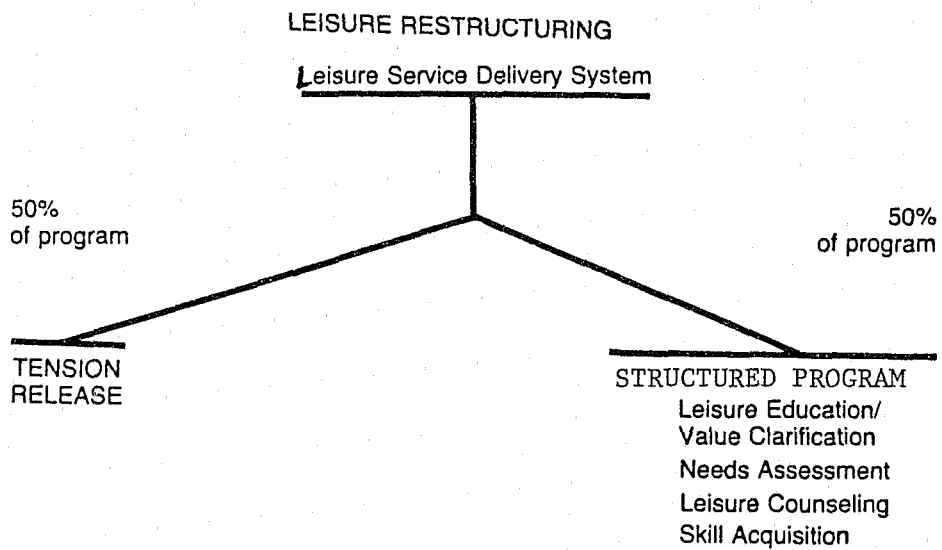 LEISURE RESTRUCTURING
Leisure Service Delivery System
50%
of program
50%
of program
TENSION
RELEASE
STRUCTURED PROGRAM
Leisure Education/
Value Clarification
Needs Assessment
Leisure Counseling
Skill Acquisition